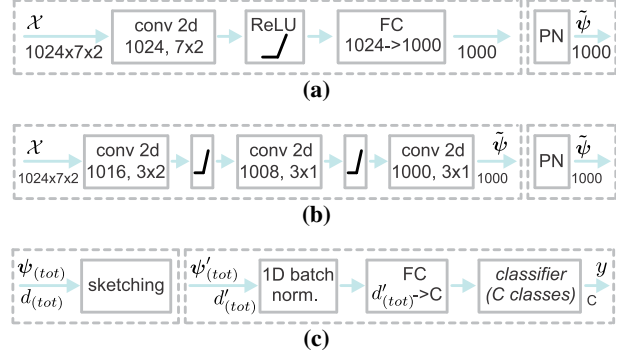 𝒳
1024x7x2
conv 2d
1024, 7x2
ReLU
FC
1024->1000
1000
PN
ψ̃
1000
(a)
𝒳
1024x7x2
conv 2d
1016, 3x2
conv 2d
1008, 3x1
conv 2d
1000, 3x1
ψ̃
1000
PN
ψ̃
1000
(b)
ψ(tot)
d(tot)
sketching
ψ′(tot)
d′(tot)
1D batch
norm.
FC
d′(tot)->C
classifier
(C classes)
y
C
(c)